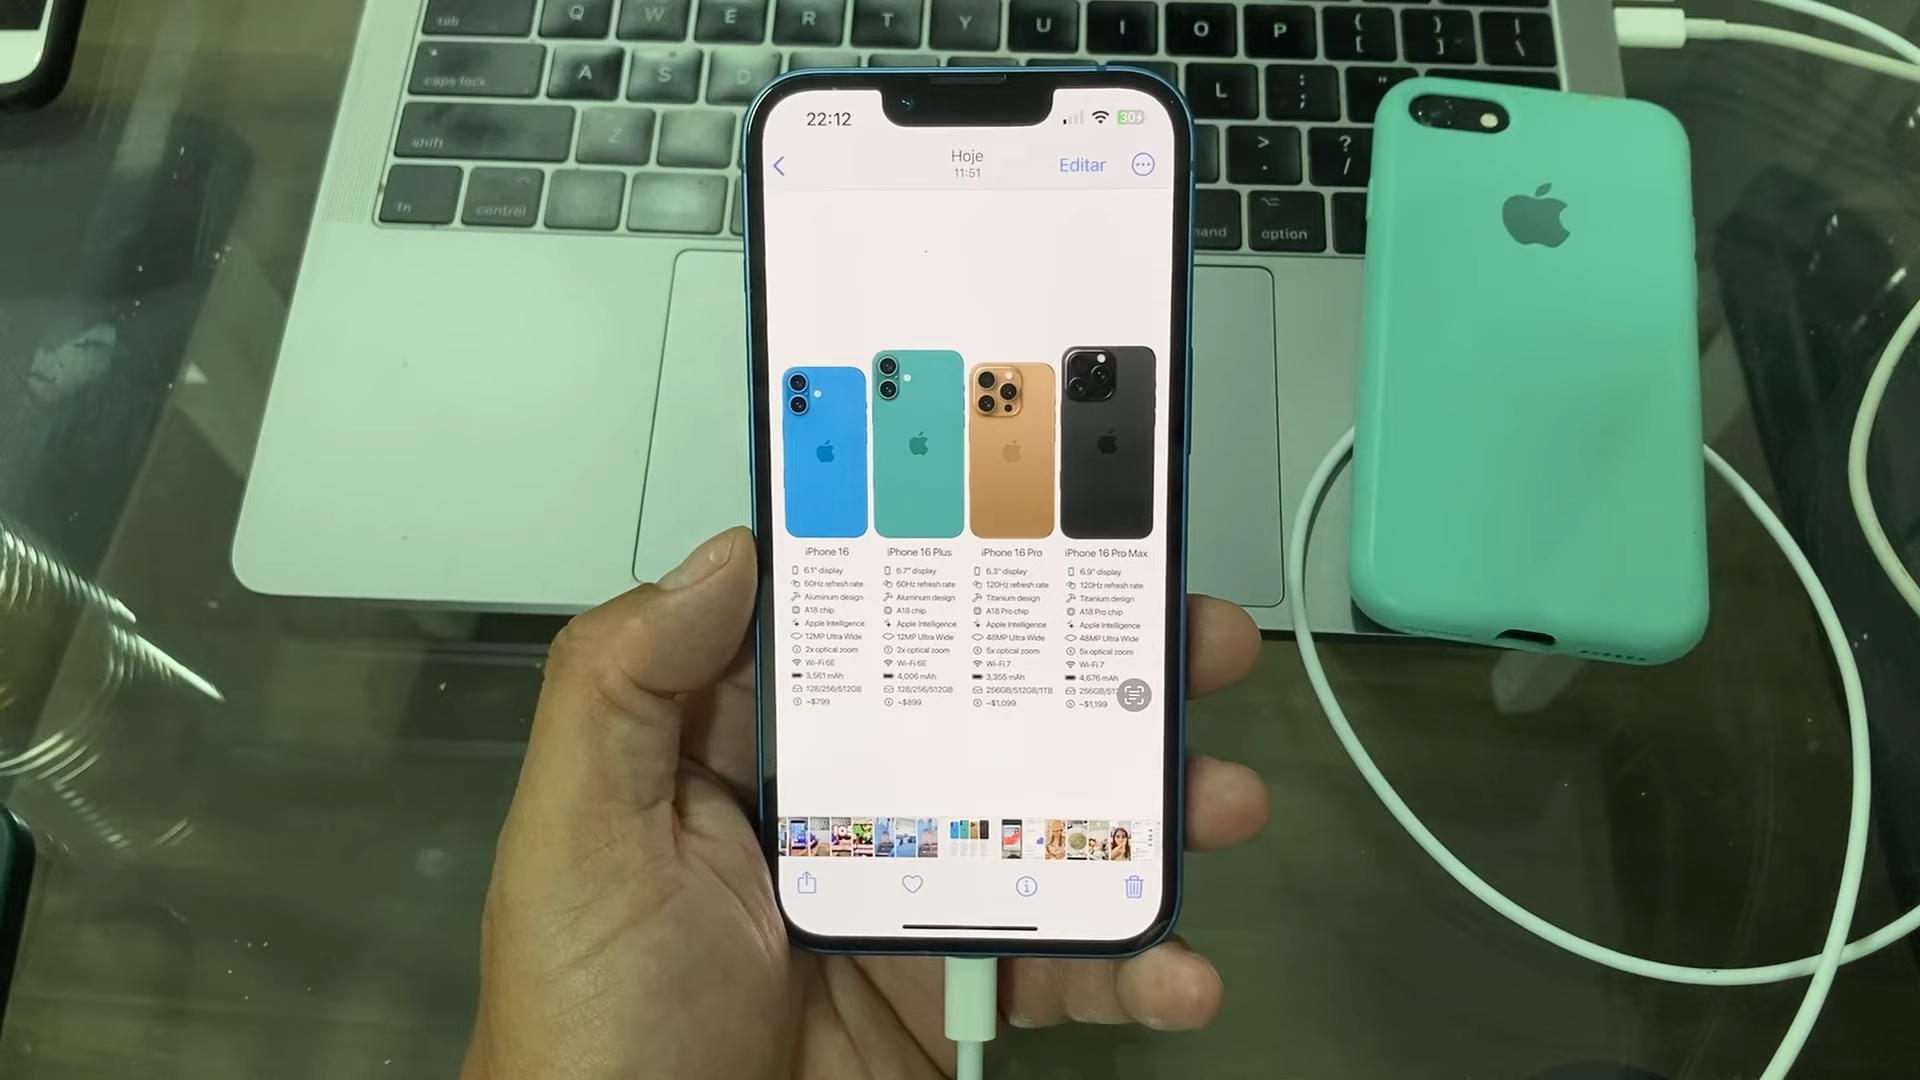 tab Q W E R T Y U I O P { [ } ] | \
caps lock A S D L : ; "
shift Z > . ? /
fn control option
22:12 30
Hoje
11:51
Editar
iPhone 16
6.1" display
60Hz refresh rate
Aluminum design
A18 chip
Apple Intelligence
12MP Ultra Wide
2x optical zoom
Wi-Fi 6E
3,561 mAh
128/256/512GB
~$799
iPhone 16 Plus
6.7" display
60Hz refresh rate
Aluminum design
A18 chip
Apple Intelligence
12MP Ultra Wide
2x optical zoom
Wi-Fi 6E
4,006 mAh
128/256/512GB
~$899
iPhone 16 Pro
6.3" display
120Hz refresh rate
Titanium design
A18 Pro chip
Apple Intelligence
48MP Ultra Wide
5x optical zoom
Wi-Fi 7
3,355 mAh
256GB/512GB/1TB
~$1,099
iPhone 16 Pro Max
6.9" display
120Hz refresh rate
Titanium design
A18 Pro chip
Apple Intelligence
48MP Ultra Wide
5x optical zoom
Wi-Fi 7
4,676 mAh
256GB/512
~$1,199